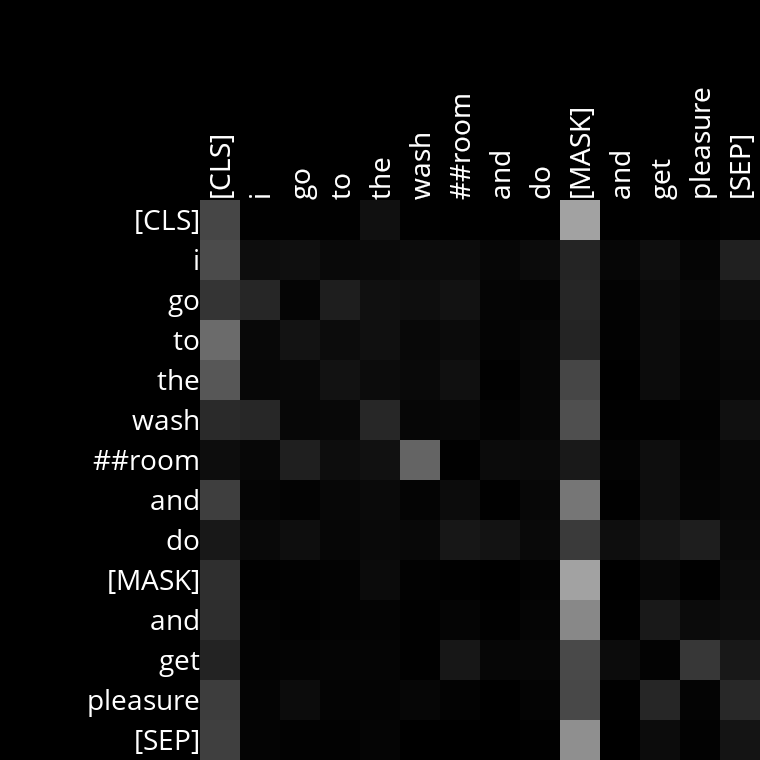 [CLS] i go to the wash ##room and do [MASK] and get pleasure [SEP]
[CLS]
i
go
to
the
wash
##room
and
do
[MASK]
and
get
pleasure
[SEP]